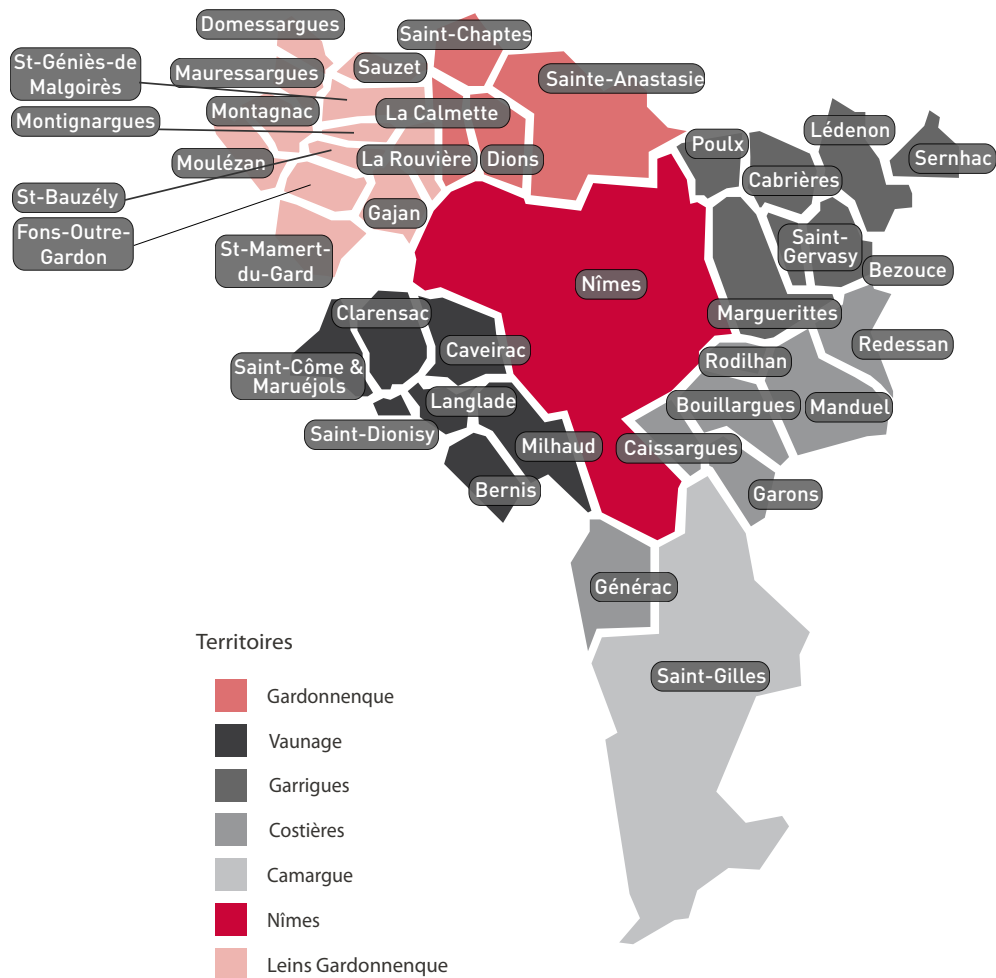 Domessargues
Saint-Chaptes
St-Géniès-de
Malgoirès
Mauressargues
Sauzet
Sainte-Anastasie
Montagnac
La Calmette
Montignargues
Lédenon
Poulx
Sernhac
Moulézan
La Rouvière
Dions
Cabrières
St-Bauzély
Gajan
Fons-Outre-
Gardon
St-Mamert-
du-Gard
Saint-
Gervasy
Bezouce
Nîmes
Clarensac
Marguerittes
Caveirac
Redessan
Rodilhan
Saint-Côme &
Maruéjols
Langlade
Bouillargues
Manduel
Saint-Dionisy
Milhaud
Caissargues
Bernis
Garons
Générac
Saint-Gilles
Territoires
Gardonnenque
Vaunage
Garrigues
Costières
Camargue
Nîmes
Leins Gardonnenque